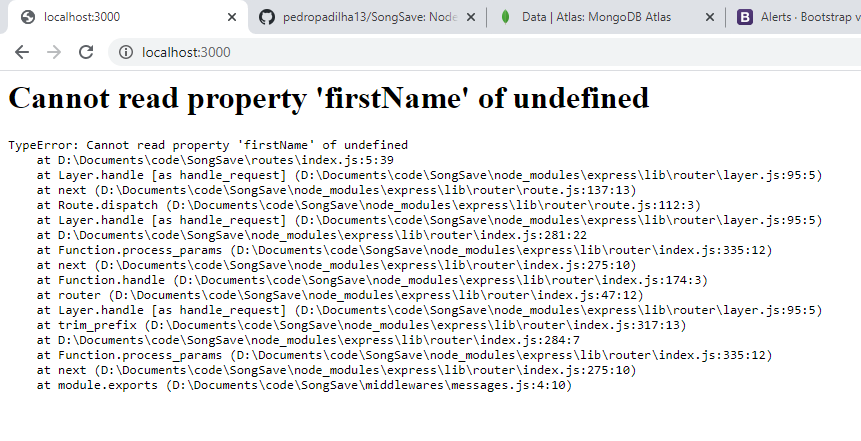 localhost:3000
pedropadilha13/SongSave: Node
Data | Atlas: MongoDB Atlas
B
Alerts · Bootstrap v
localhost:3000
Cannot read property 'firstName' of undefined
TypeError: Cannot read property 'firstName' of undefined
    at D:\Documents\code\SongSave\routes\index.js:5:39
    at Layer.handle [as handle_request] (D:\Documents\code\SongSave\node_modules\express\lib\router\layer.js:95:5)
    at next (D:\Documents\code\SongSave\node_modules\express\lib\router\route.js:137:13)
    at Route.dispatch (D:\Documents\code\SongSave\node_modules\express\lib\router\route.js:112:3)
    at Layer.handle [as handle_request] (D:\Documents\code\SongSave\node_modules\express\lib\router\layer.js:95:5)
    at D:\Documents\code\SongSave\node_modules\express\lib\router\index.js:281:22
    at Function.process_params (D:\Documents\code\SongSave\node_modules\express\lib\router\index.js:335:12)
    at next (D:\Documents\code\SongSave\node_modules\express\lib\router\index.js:275:10)
    at Function.handle (D:\Documents\code\SongSave\node_modules\express\lib\router\index.js:174:3)
    at router (D:\Documents\code\SongSave\node_modules\express\lib\router\index.js:47:12)
    at Layer.handle [as handle_request] (D:\Documents\code\SongSave\node_modules\express\lib\router\layer.js:95:5)
    at trim_prefix (D:\Documents\code\SongSave\node_modules\express\lib\router\index.js:317:13)
    at D:\Documents\code\SongSave\node_modules\express\lib\router\index.js:284:7
    at Function.process_params (D:\Documents\code\SongSave\node_modules\express\lib\router\index.js:335:12)
    at next (D:\Documents\code\SongSave\node_modules\express\lib\router\index.js:275:10)
    at module.exports (D:\Documents\code\SongSave\middlewares\messages.js:4:10)